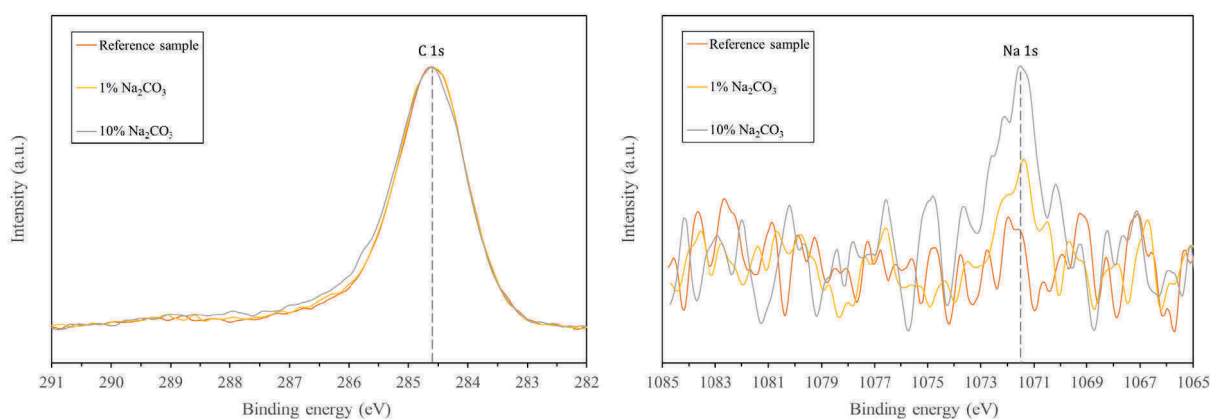 Reference sample
1% Na₂CO₃
10% Na₂CO₃
C 1s
Intensity (a.u.)
291 290 289 288 287 286 285 284 283 282
Binding energy (eV)
Reference sample
1% Na₂CO₃
10% Na₂CO₃
Na 1s
Intensity (a.u.)
1085 1083 1081 1079 1077 1075 1073 1071 1069 1067 1065
Binding energy (eV)